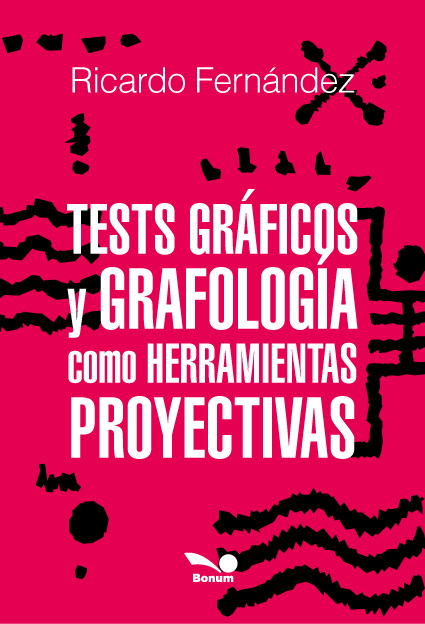 Ricardo Fernández
TESTS GRÁFICOS
y GRAFOLOGÍA
como HERRAMIENTAS
PROYECTIVAS
Bonum